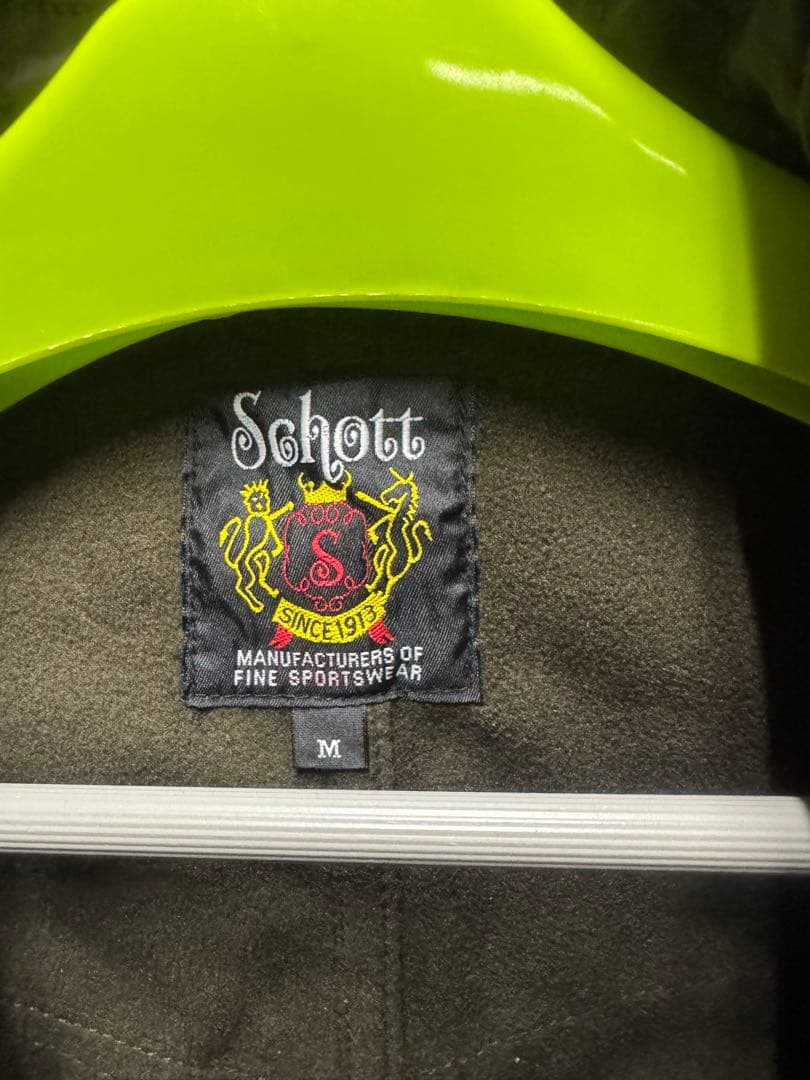 Schott
S
SINCE 1913
MANUFACTURERS OF
FINE SPORTSWEAR
M